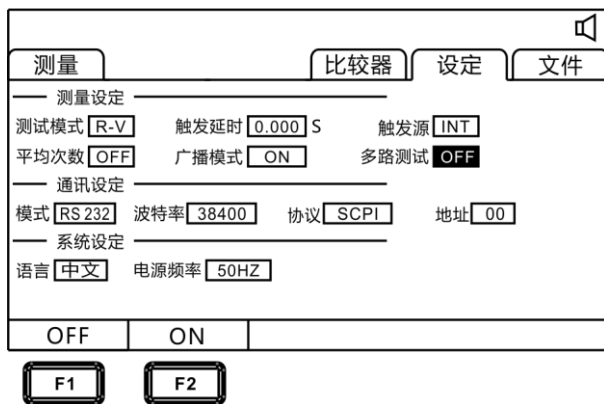 测量 比较器 设定 文件
测量设定
测试模式 R-V 触发延时 0.000 S 触发源 INT
平均次数 OFF 广播模式 ON 多路测试 OFF
通讯设定
模式 RS 232 波特率 38400 协议 SCPI 地址 00
系统设定
语言 中文 电源频率 50HZ
OFF ON
F1 F2